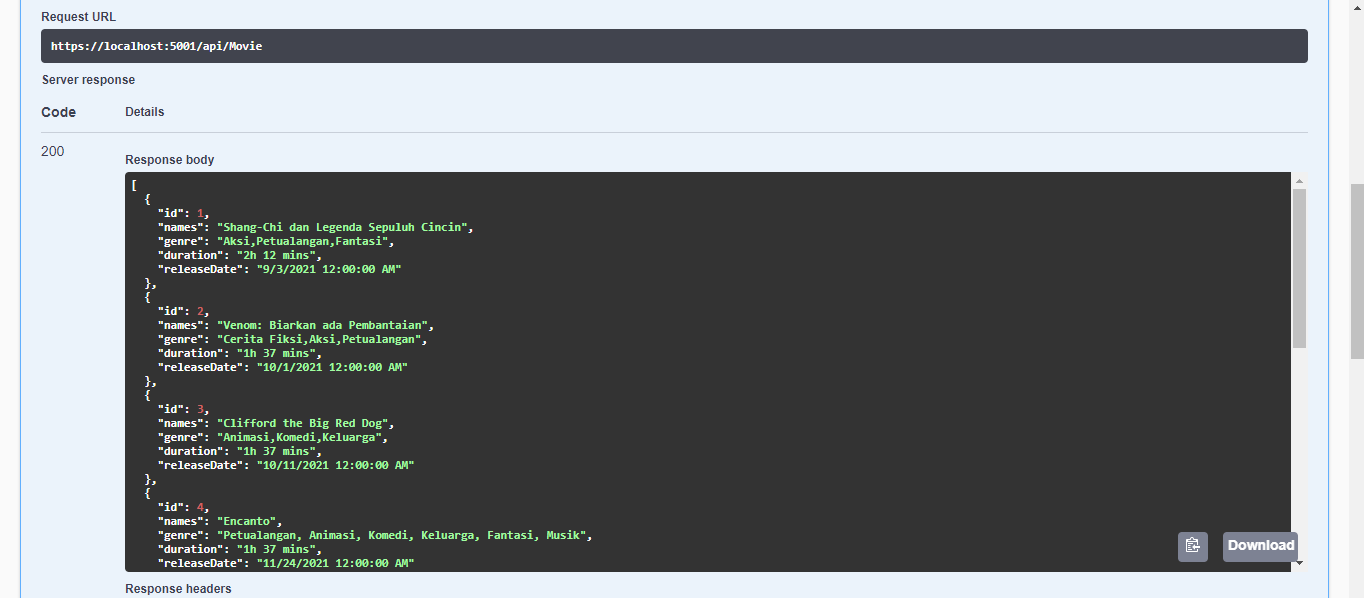 Request URL
https://localhost:5001/api/Movie
Server response
Code Details
200
Response body
[
  {
    "id": 1,
    "names": "Shang-Chi dan Legenda Sepuluh Cincin",
    "genre": "Aksi,Petualangan,Fantasi",
    "duration": "2h 12 mins",
    "releaseDate": "9/3/2021 12:00:00 AM"
  },
  {
    "id": 2,
    "names": "Venom: Biarkan ada Pembantaian",
    "genre": "Cerita Fiksi,Aksi,Petualangan",
    "duration": "1h 37 mins",
    "releaseDate": "10/1/2021 12:00:00 AM"
  },
  {
    "id": 3,
    "names": "Clifford the Big Red Dog",
    "genre": "Animasi,Komedi,Keluarga",
    "duration": "1h 37 mins",
    "releaseDate": "10/11/2021 12:00:00 AM"
  },
  {
    "id": 4,
    "names": "Encanto",
    "genre": "Petualangan, Animasi, Komedi, Keluarga, Fantasi, Musik",
    "duration": "1h 37 mins",
    "releaseDate": "11/24/2021 12:00:00 AM"
Download
Response headers